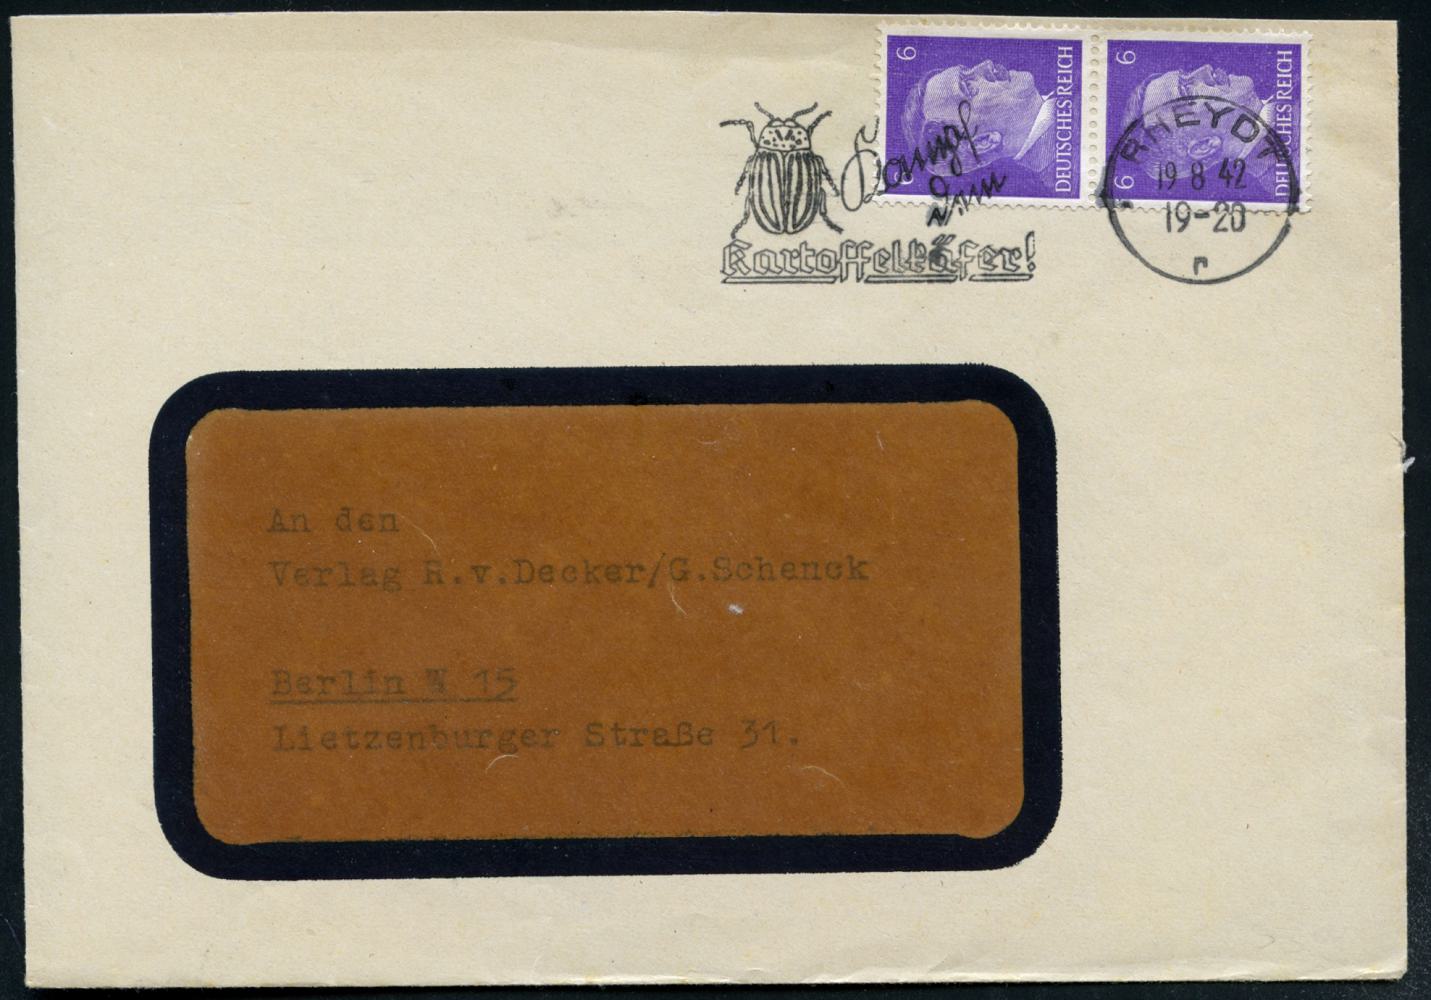 6
DEUTSCHES REICH
6
6
DEUTSCHES REICH
Kampf
dem
Kartoffelkäfer!
RHEYDT
19 8 42
19-20
r
An den
Verlag R.v.Decker/G.Schenck
Berlin W 15
Lietzenburger Straße 31.